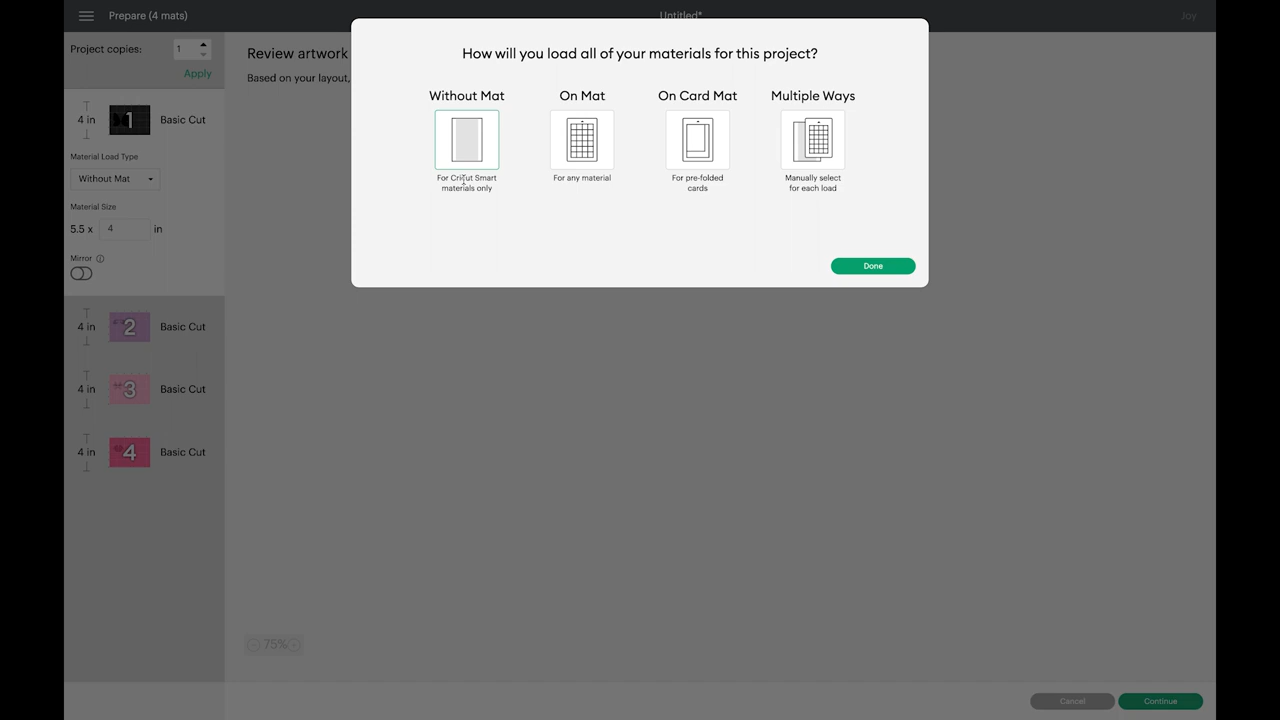 Prepare (4 mats)
Untitled*
Joy
Project copies: 1
Apply
4 in 1 Basic Cut
Material Load Type
Without Mat
Material Size
5.5 x 4 in
Mirror
4 in 2 Basic Cut
4 in 3 Basic Cut
4 in 4 Basic Cut
Review artwork
Based on your layout,
How will you load all of your materials for this project?
Without Mat
For Cricut Smart
materials only
On Mat
For any material
On Card Mat
For pre-folded
cards
Multiple Ways
Manually select
for each load
Done
75%
Cancel
Continue